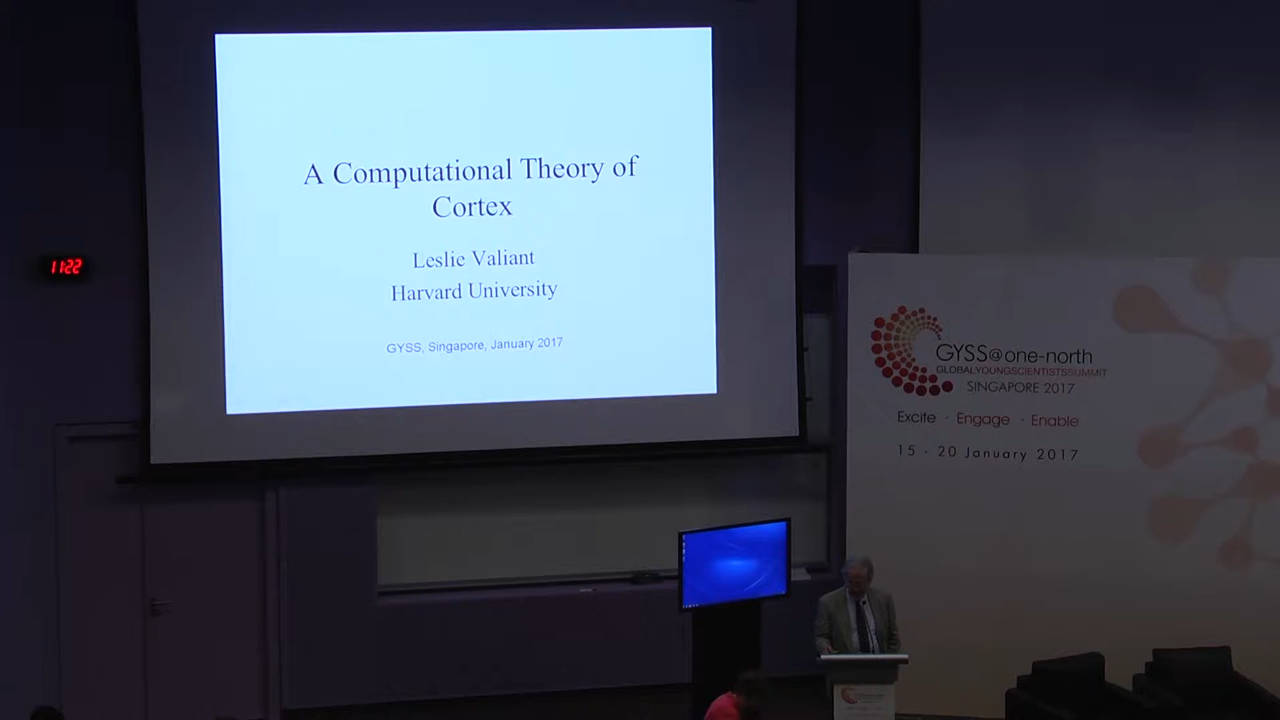 A Computational Theory of
Cortex
Leslie Valiant
Harvard University
GYSS, Singapore, January 2017
11:22
GYSS@one-north
GLOBALYOUNGSCIENTISTSSUMMIT
SINGAPORE 2017
Excite · Engage · Enable
15 - 20 January 2017